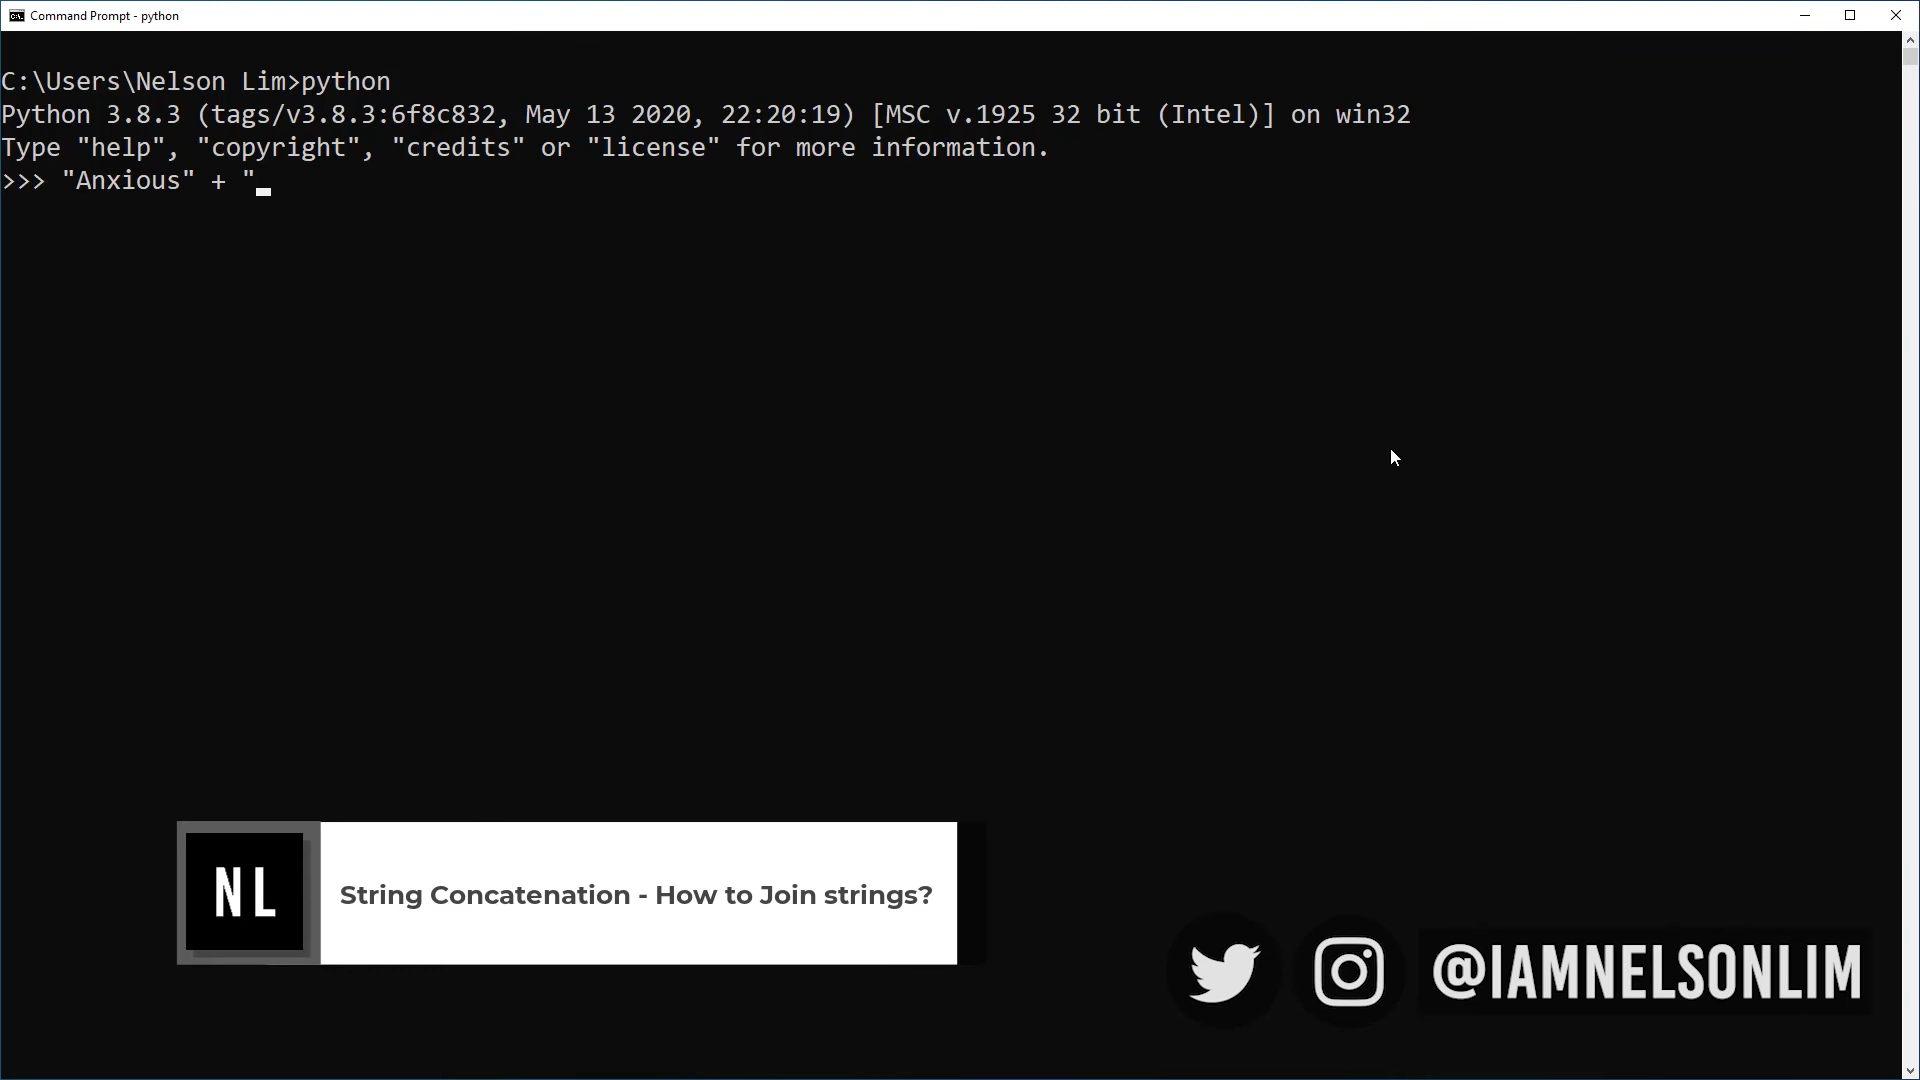 Command Prompt - python
C:\Users\Nelson Lim>python
Python 3.8.3 (tags/v3.8.3:6f8c832, May 13 2020, 22:20:19) [MSC v.1925 32 bit (Intel)] on win32
Type "help", "copyright", "credits" or "license" for more information.
>>> "Anxious" + "
NL
String Concatenation - How to Join strings?
@IAMNELSONLIM